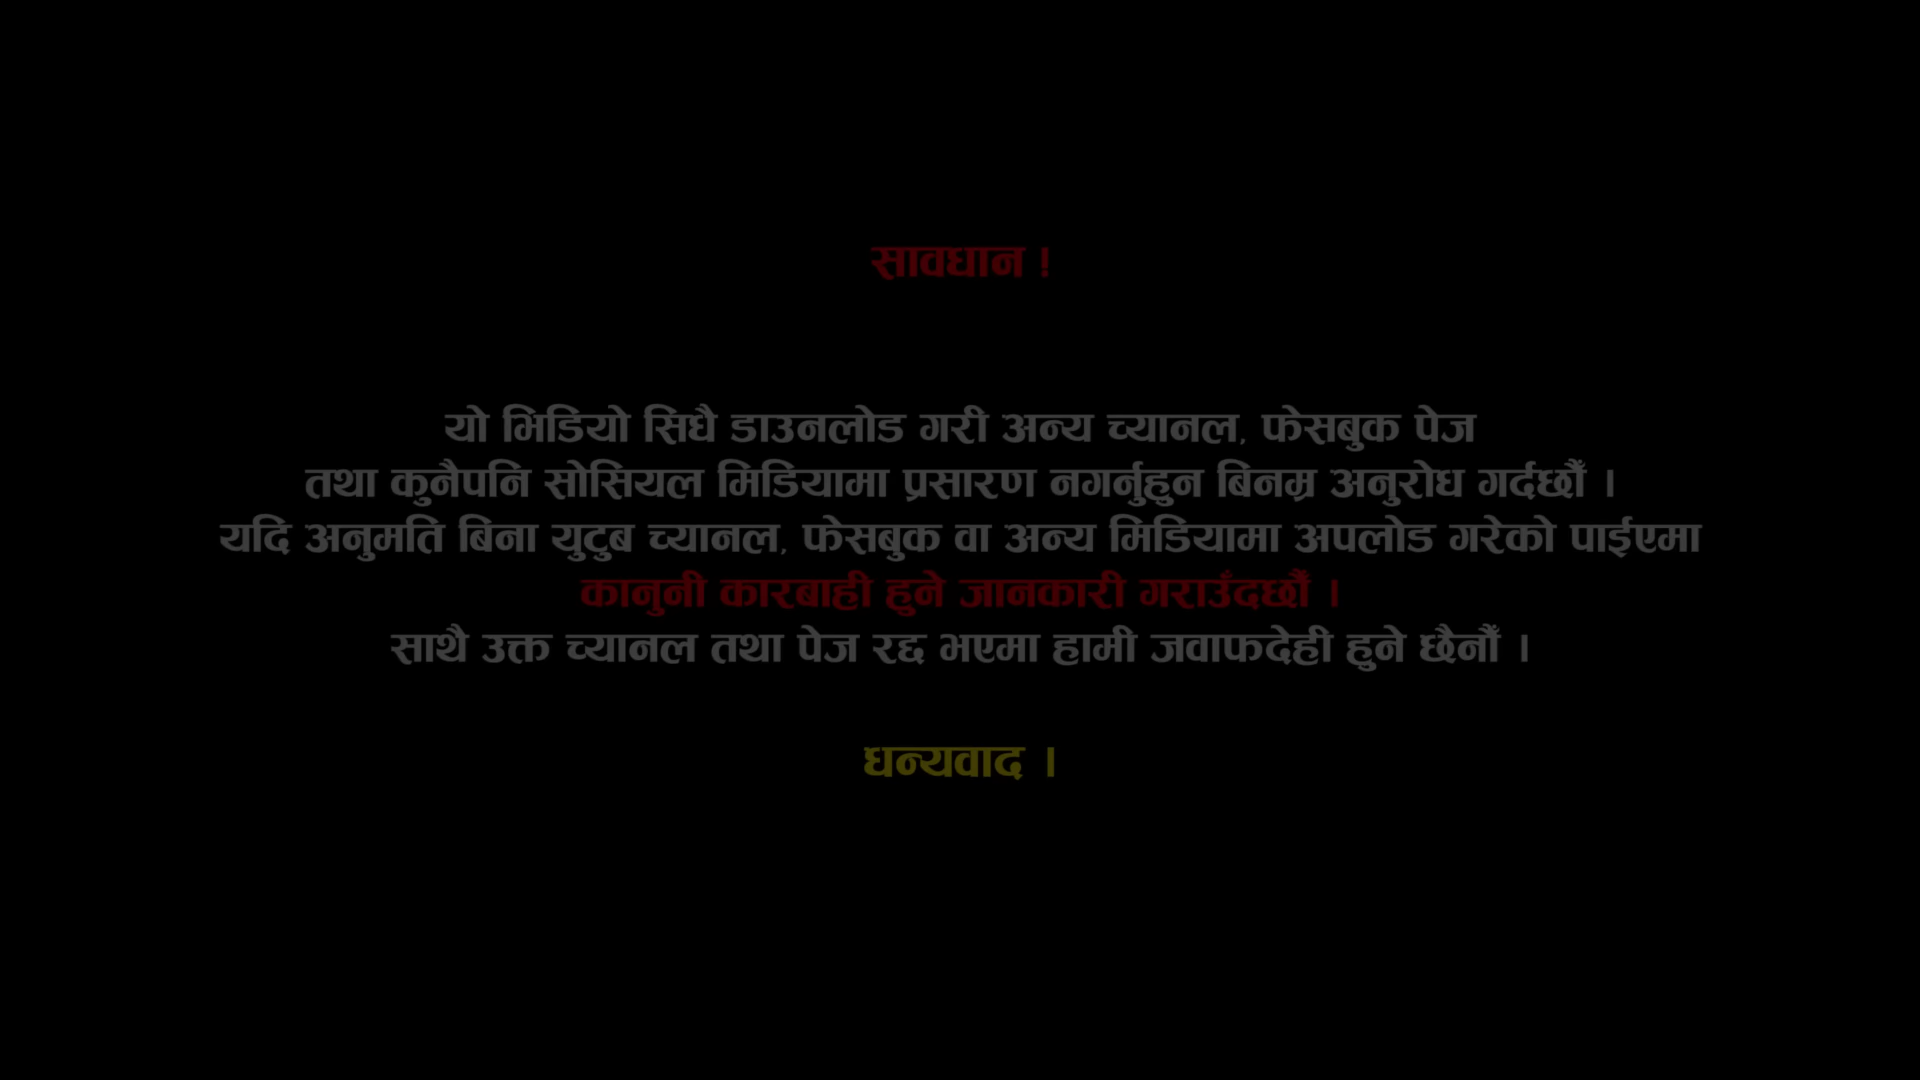 सावधान !
यो भिडियो सिधै डाउनलोड गरी अन्य च्यानल, फेसबुक पेज
तथा कुनैपनि सोसियल मिडियामा प्रसारण नगर्नुहुन बिनम्र अनुरोध गर्दछौं ।
यदि अनुमति बिना युटुब च्यानल, फेसबुक वा अन्य मिडियामा अपलोड गरेको पाईएमा
कानुनी कारबाही हुने जानकारी गराउँदछौं ।
साथै उक्त च्यानल तथा पेज रद्द भएमा हामी जवाफदेही हुने छैनौं ।
धन्यवाद ।